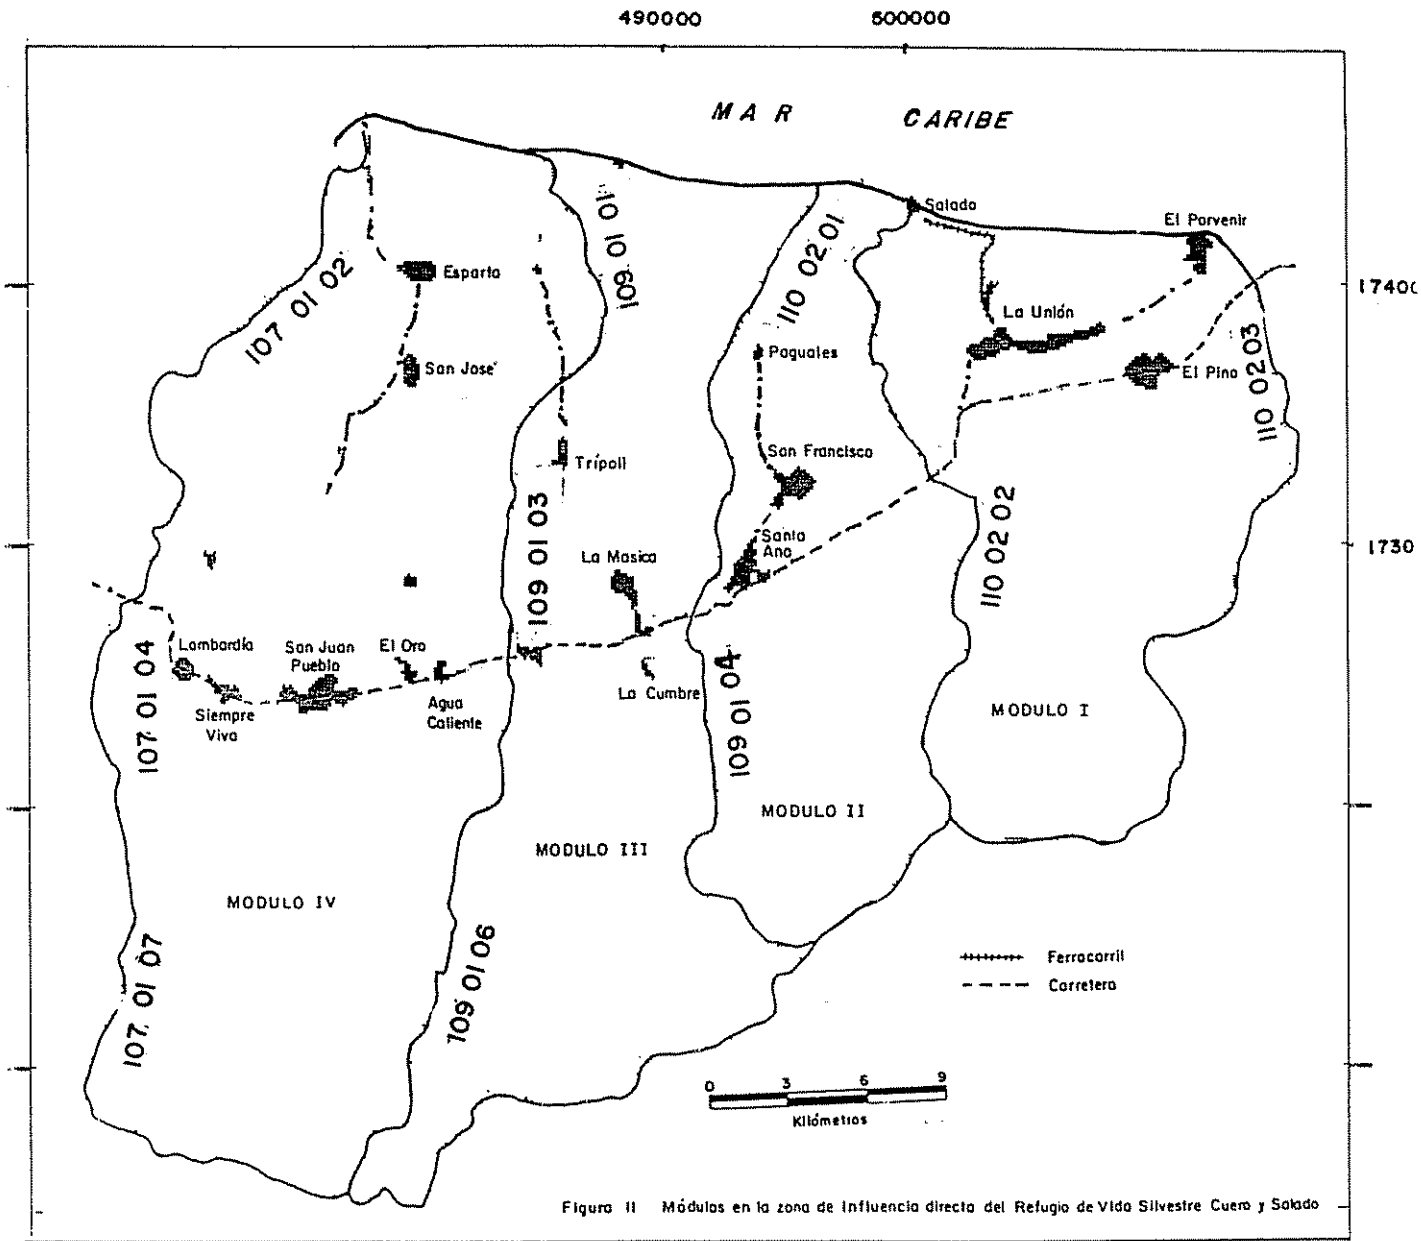 490000 500000
MAR CARIBE
Salado
El Porvenir
107 01 02
109 01 01
110 02 01
Esparta
1740
La Unión
San José
Paguales
El Pino
110 02 03
San Francisco
Trípoli
109 01 03
110 02 02
Santa
Ana
1730
La Masica
107 01 04
Lombardía
San Juan
Pueblo
El Oro
109 01 04
La Cumbre
Siempre
Viva
Agua
Caliente
MODULO I
MODULO II
MODULO III
MODULO IV
107 01 07
109 01 06
Ferrocarril
Carretera
0 3 6 9
Kilómetros
Figura II Módulos en la zona de Influencia directa del Refugio de Vida Silvestre Cuero y Salado